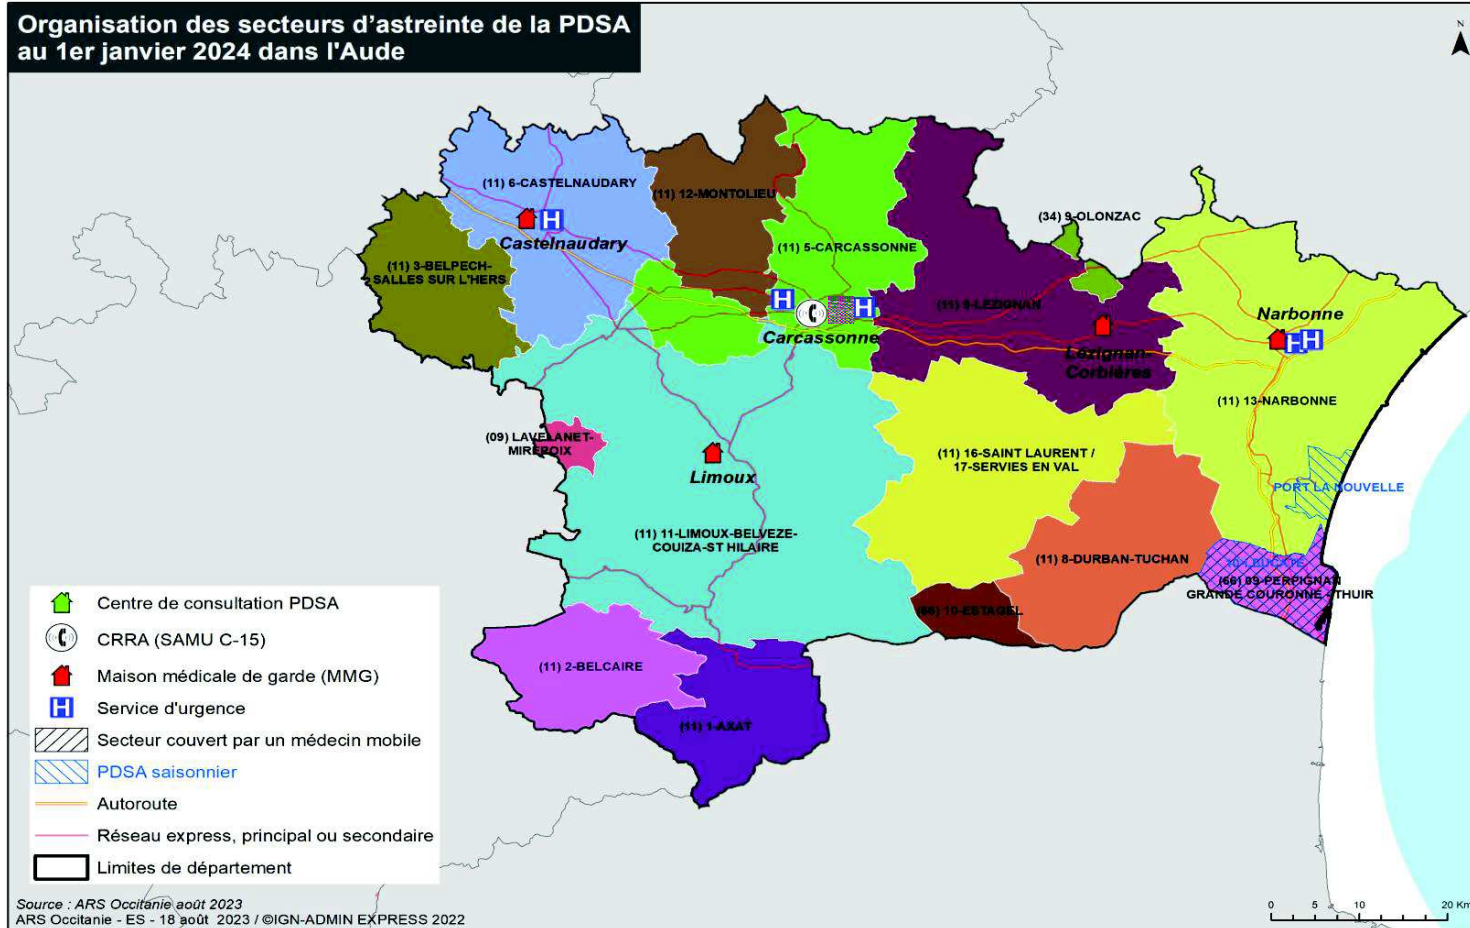 Organisation des secteurs d’astreinte de la PDSA
au 1er janvier 2024 dans l'Aude
N
(11) 6-CASTELNAUDARY
(11) 12-MONTOLIEU
(34) 9-OLONZAC
Castelnaudary
(11) 5-CARCASSONNE
(11) 3-BELPECH-
SALLES SUR L'HERS
(11) 9-LEZIGNAN
Narbonne
Carcassonne
Lézignan-
Corbières
(11) 13-NARBONNE
(09) LAVELANET-
MIREPOIX
(11) 16-SAINT LAURENT /
17-SERVIES EN VAL
Limoux
PORT LA NOUVELLE
(11) 11-LIMOUX-BELVEZE-
COUIZA-ST HILAIRE
(11) 8-DURBAN-TUCHAN
10-LEUCATE
(66) 09-PERPIGNAN
GRANDE COURONNE - THUIR
(66) 10-ESTAGEL
(11) 2-BELCAIRE
(11) 1-AXAT
Centre de consultation PDSA
CRRA (SAMU C-15)
Maison médicale de garde (MMG)
H Service d'urgence
Secteur couvert par un médecin mobile
PDSA saisonnier
Autoroute
Réseau express, principal ou secondaire
Limites de département
Source : ARS Occitanie août 2023
ARS Occitanie - ES - 18 août 2023 / ©IGN-ADMIN EXPRESS 2022
0 5 10 20 Km